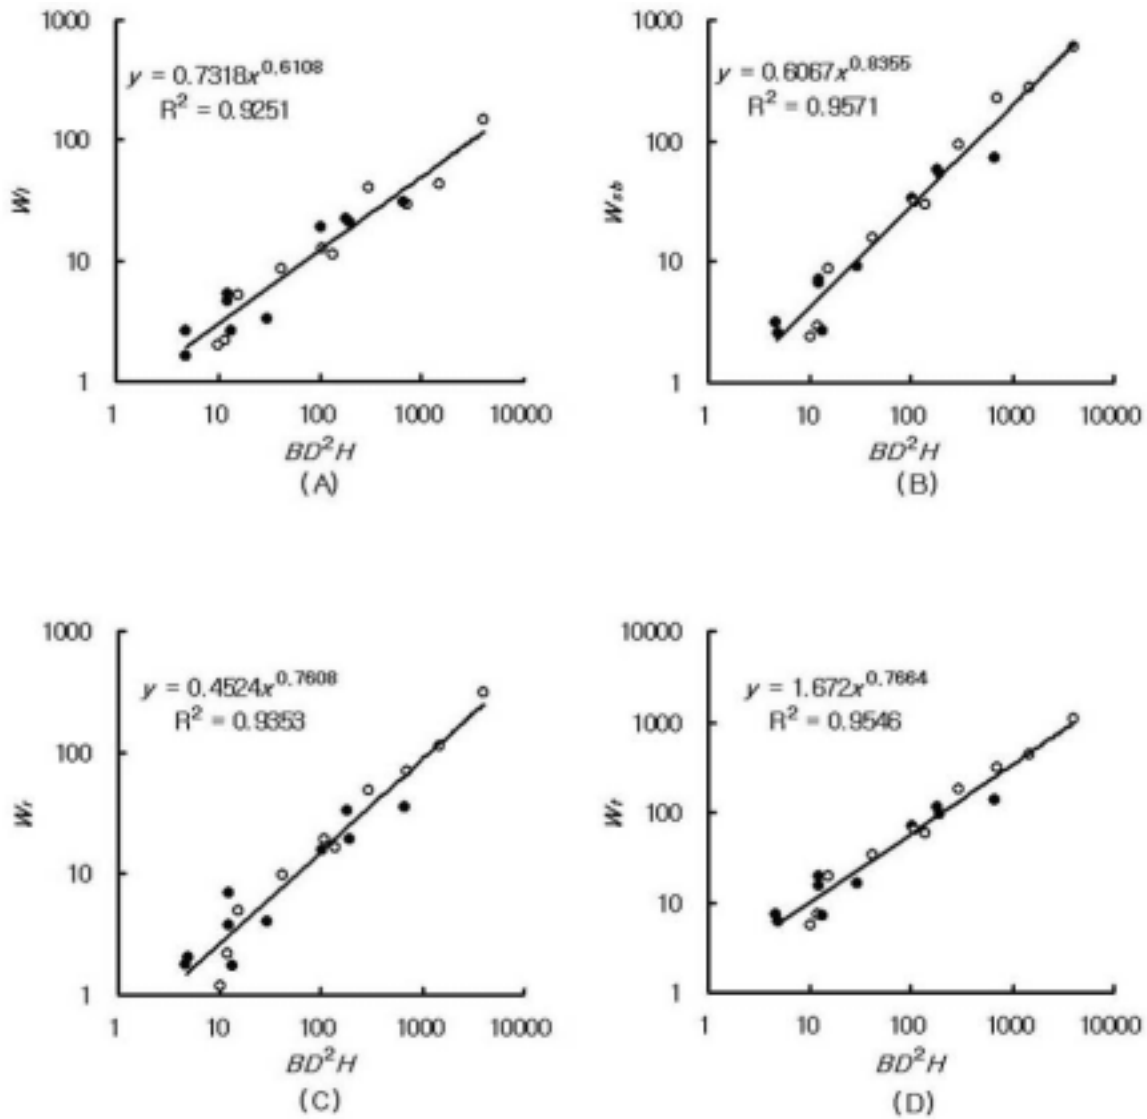 1000
y = 0.7318x^0.6108
R² = 0.9251
100
Wl
10
1
1 10 100 1000 10000
BD²H
(A)
1000
y = 0.6067x^0.8355
R² = 0.9571
100
Wsb
10
1
1 10 100 1000 10000
BD²H
(B)
1000
y = 0.4524x^0.7608
R² = 0.9353
100
Wr
10
1
1 10 100 1000 10000
BD²H
(C)
10000
y = 1.672x^0.7664
1000
R² = 0.9546
Wt
100
10
1
1 10 100 1000 10000
BD²H
(D)